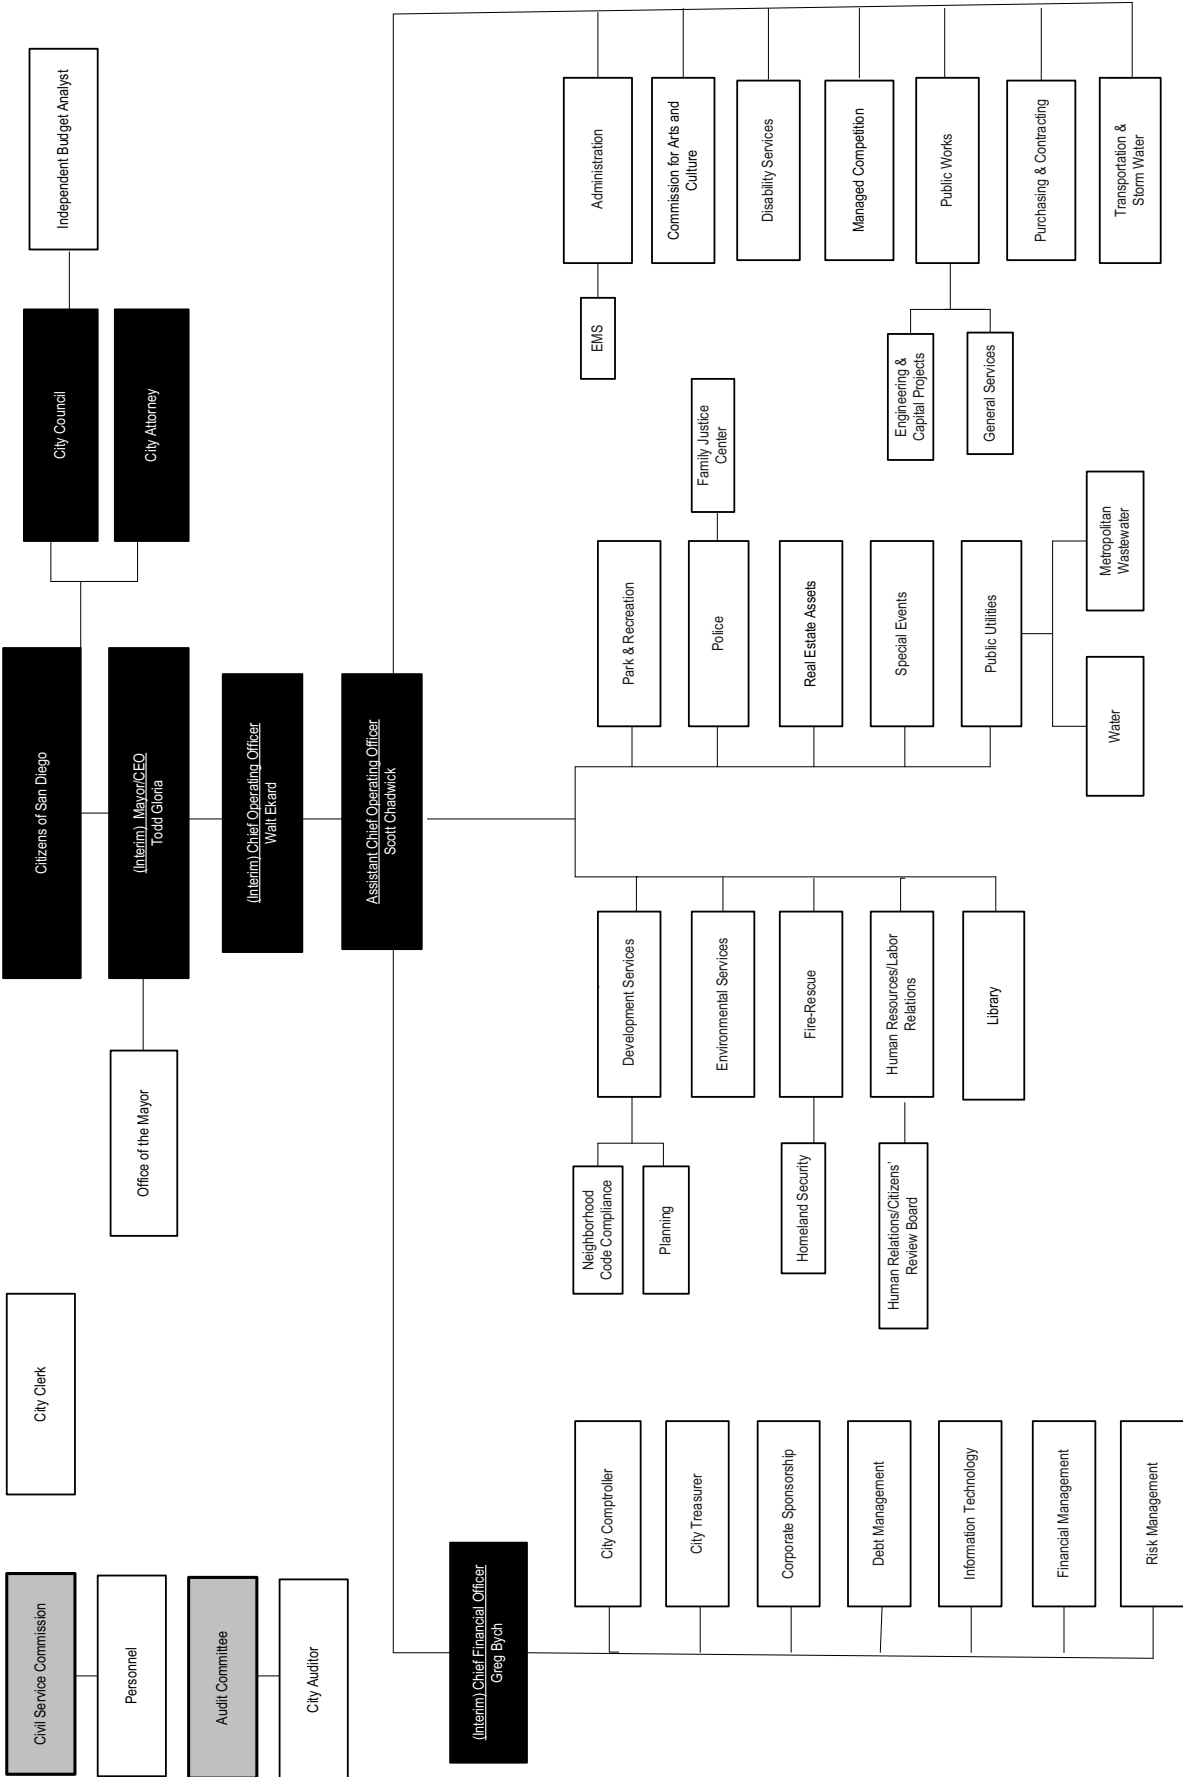 Civil Service Commission
Personnel
Audit Committee
City Auditor
City Clerk
Office of the Mayor
Citizens of San Diego
(Interim) Mayor/CEO
Todd Gloria
(Interim) Chief Operating Officer
Walt Ekard
Assistant Chief Operating Officer
Scott Chadwick
City Council
City Attorney
Independent Budget Analyst
(Interim) Chief Financial Officer
Greg Bych
City Comptroller
City Treasurer
Corporate Sponsorship
Debt Management
Information Technology
Financial Management
Risk Management
Development Services
Neighborhood
Code Compliance
Planning
Environmental Services
Fire-Rescue
Homeland Security
Human Resources/Labor
Relations
Human Relations/Citizens'
Review Board
Library
Park & Recreation
Police
Family Justice
Center
Real Estate Assets
Special Events
Public Utilities
Water
Metropolitan
Wastewater
Administration
EMS
Commission for Arts and
Culture
Disability Services
Managed Competition
Public Works
Engineering &
Capital Projects
General Services
Purchasing & Contracting
Transportation &
Storm Water